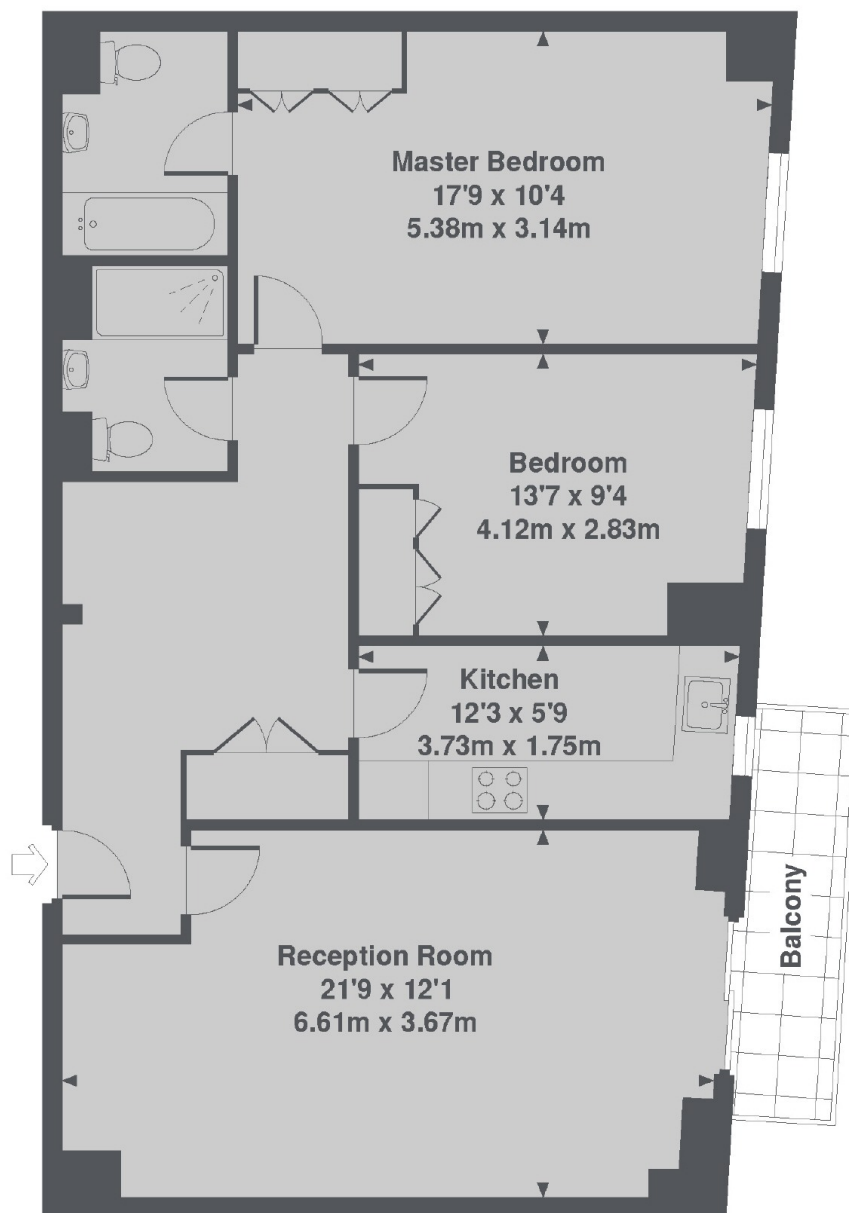 Master Bedroom
17'9 x 10'4
5.38m x 3.14m
Bedroom
13'7 x 9'4
4.12m x 2.83m
Kitchen
12'3 x 5'9
3.73m x 1.75m
Reception Room
21'9 x 12'1
6.61m x 3.67m
Balcony